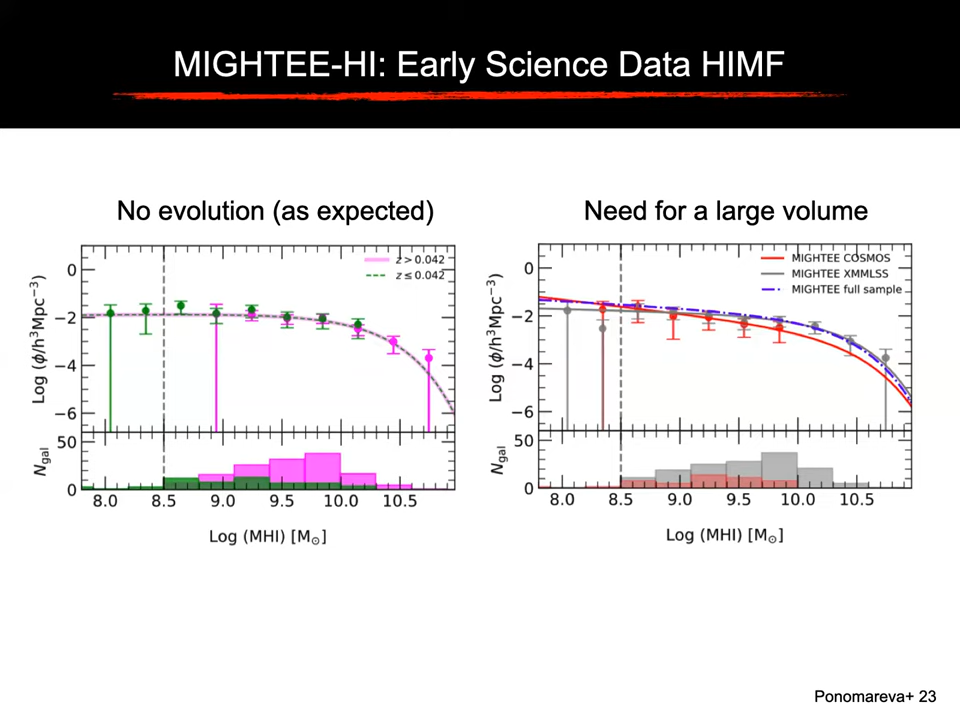 MIGHTEE-HI: Early Science Data HIMF
No evolution (as expected)
Need for a large volume
Log (ϕ/h³Mpc⁻³)
0
−2
−4
−6
z > 0.042
z ≤ 0.042
N_gal
50
0
8.0 8.5 9.0 9.5 10.0 10.5
Log (MHI) [M⊙]
Log (ϕ/h³Mpc⁻³)
0
−2
−4
−6
MIGHTEE COSMOS
MIGHTEE XMMLSS
MIGHTEE full sample
N_gal
50
0
8.0 8.5 9.0 9.5 10.0 10.5
Log (MHI) [M⊙]
Ponomareva+ 23